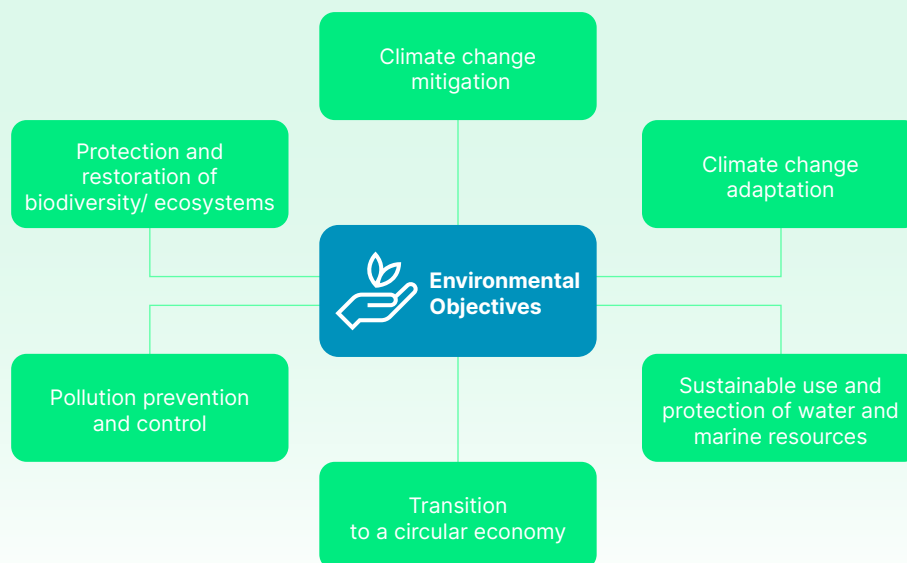 Climate change
mitigation
Protection and
restoration of
biodiversity/ ecosystems
Climate change
adaptation
Environmental
Objectives
Pollution prevention
and control
Sustainable use and
protection of water and
marine resources
Transition
to a circular economy